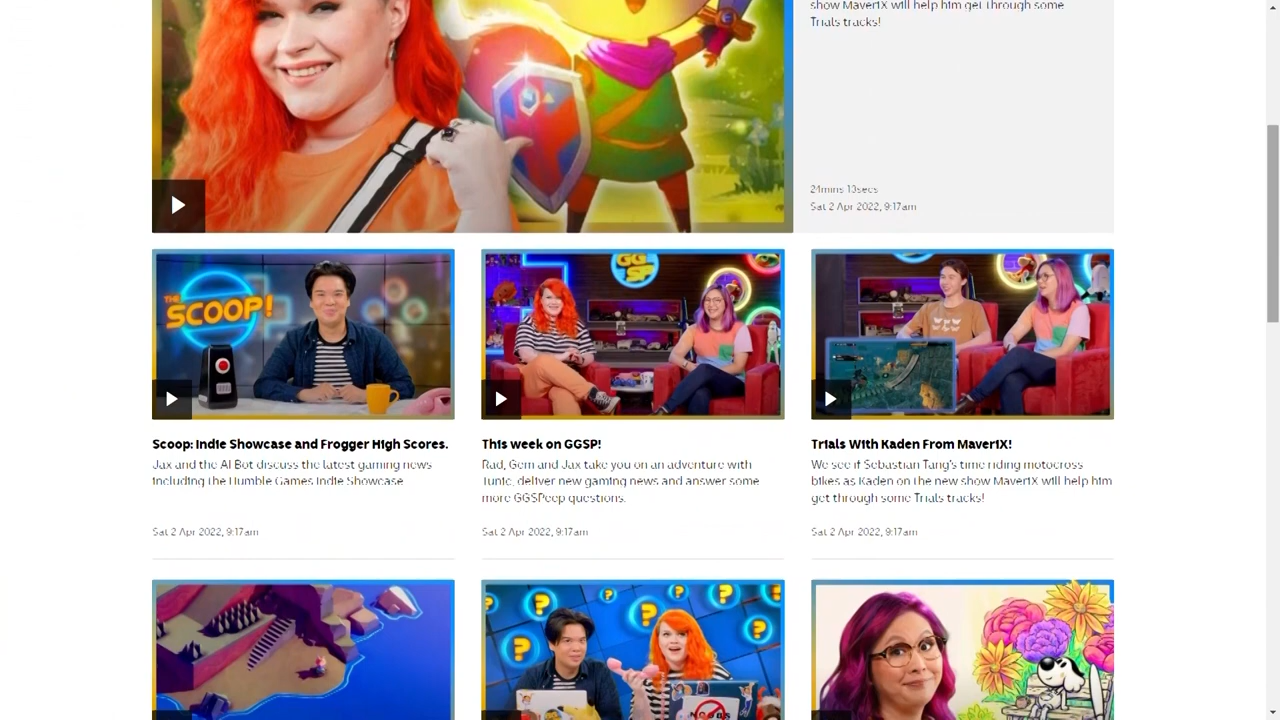 show Mav3r1X will help him get through some
Trials tracks!
24mins 13secs
Sat 2 Apr 2022, 9:17am
THE
SCOOP!
GG
SP
Scoop: Indie Showcase and Frogger High Scores.
This week on GGSP!
Trials With Kaden From Mav3r1X!
Jax and the AI Bot discuss the latest gaming news
including the Humble Games Indie Showcase
Rad, Gem and Jax take you on an adventure with
Tunic, deliver new gaming news and answer some
more GGSPeep questions.
We see if Sebastian Tang's time riding motocross
bikes as Kaden on the new show Mav3r1X will help him
get through some Trials tracks!
Sat 2 Apr 2022, 9:17am
Sat 2 Apr 2022, 9:17am
Sat 2 Apr 2022, 9:17am
NOOBS